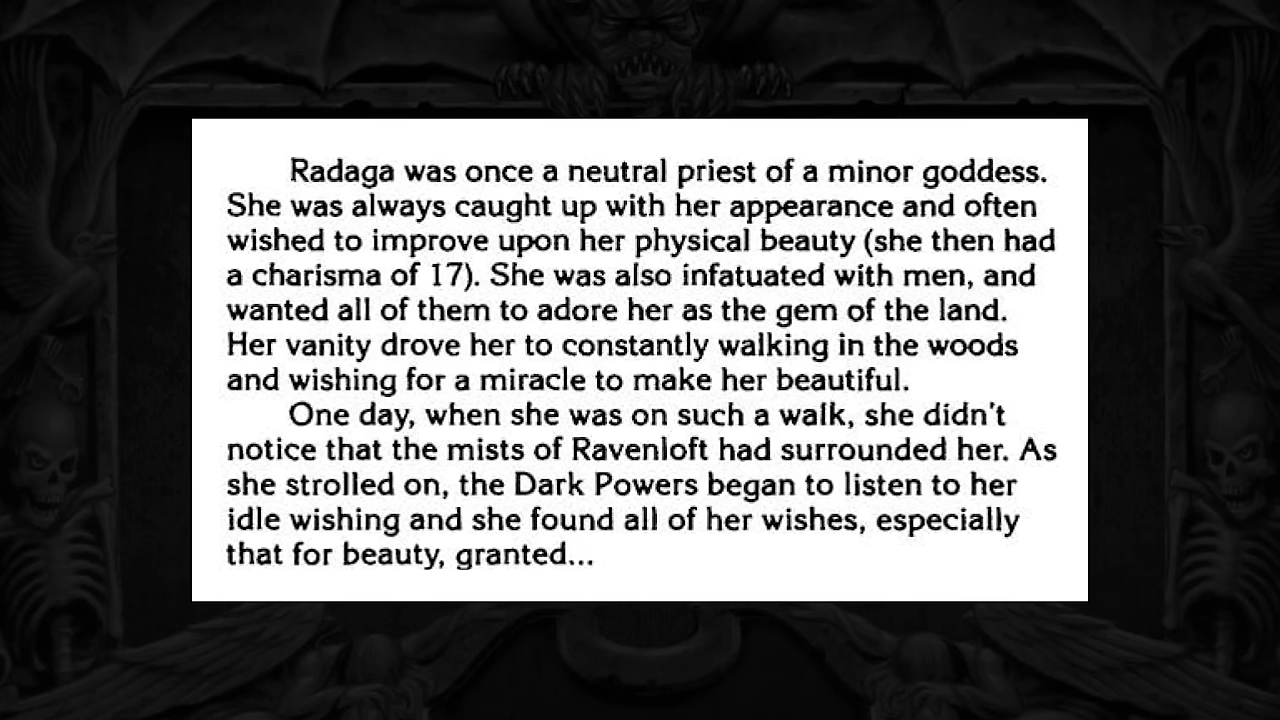 Radaga was once a neutral priest of a minor goddess.
She was always caught up with her appearance and often
wished to improve upon her physical beauty (she then had
a charisma of 17). She was also infatuated with men, and
wanted all of them to adore her as the gem of the land.
Her vanity drove her to constantly walking in the woods
and wishing for a miracle to make her beautiful.
One day, when she was on such a walk, she didn't
notice that the mists of Ravenloft had surrounded her. As
she strolled on, the Dark Powers began to listen to her
idle wishing and she found all of her wishes, especially
that for beauty, granted...